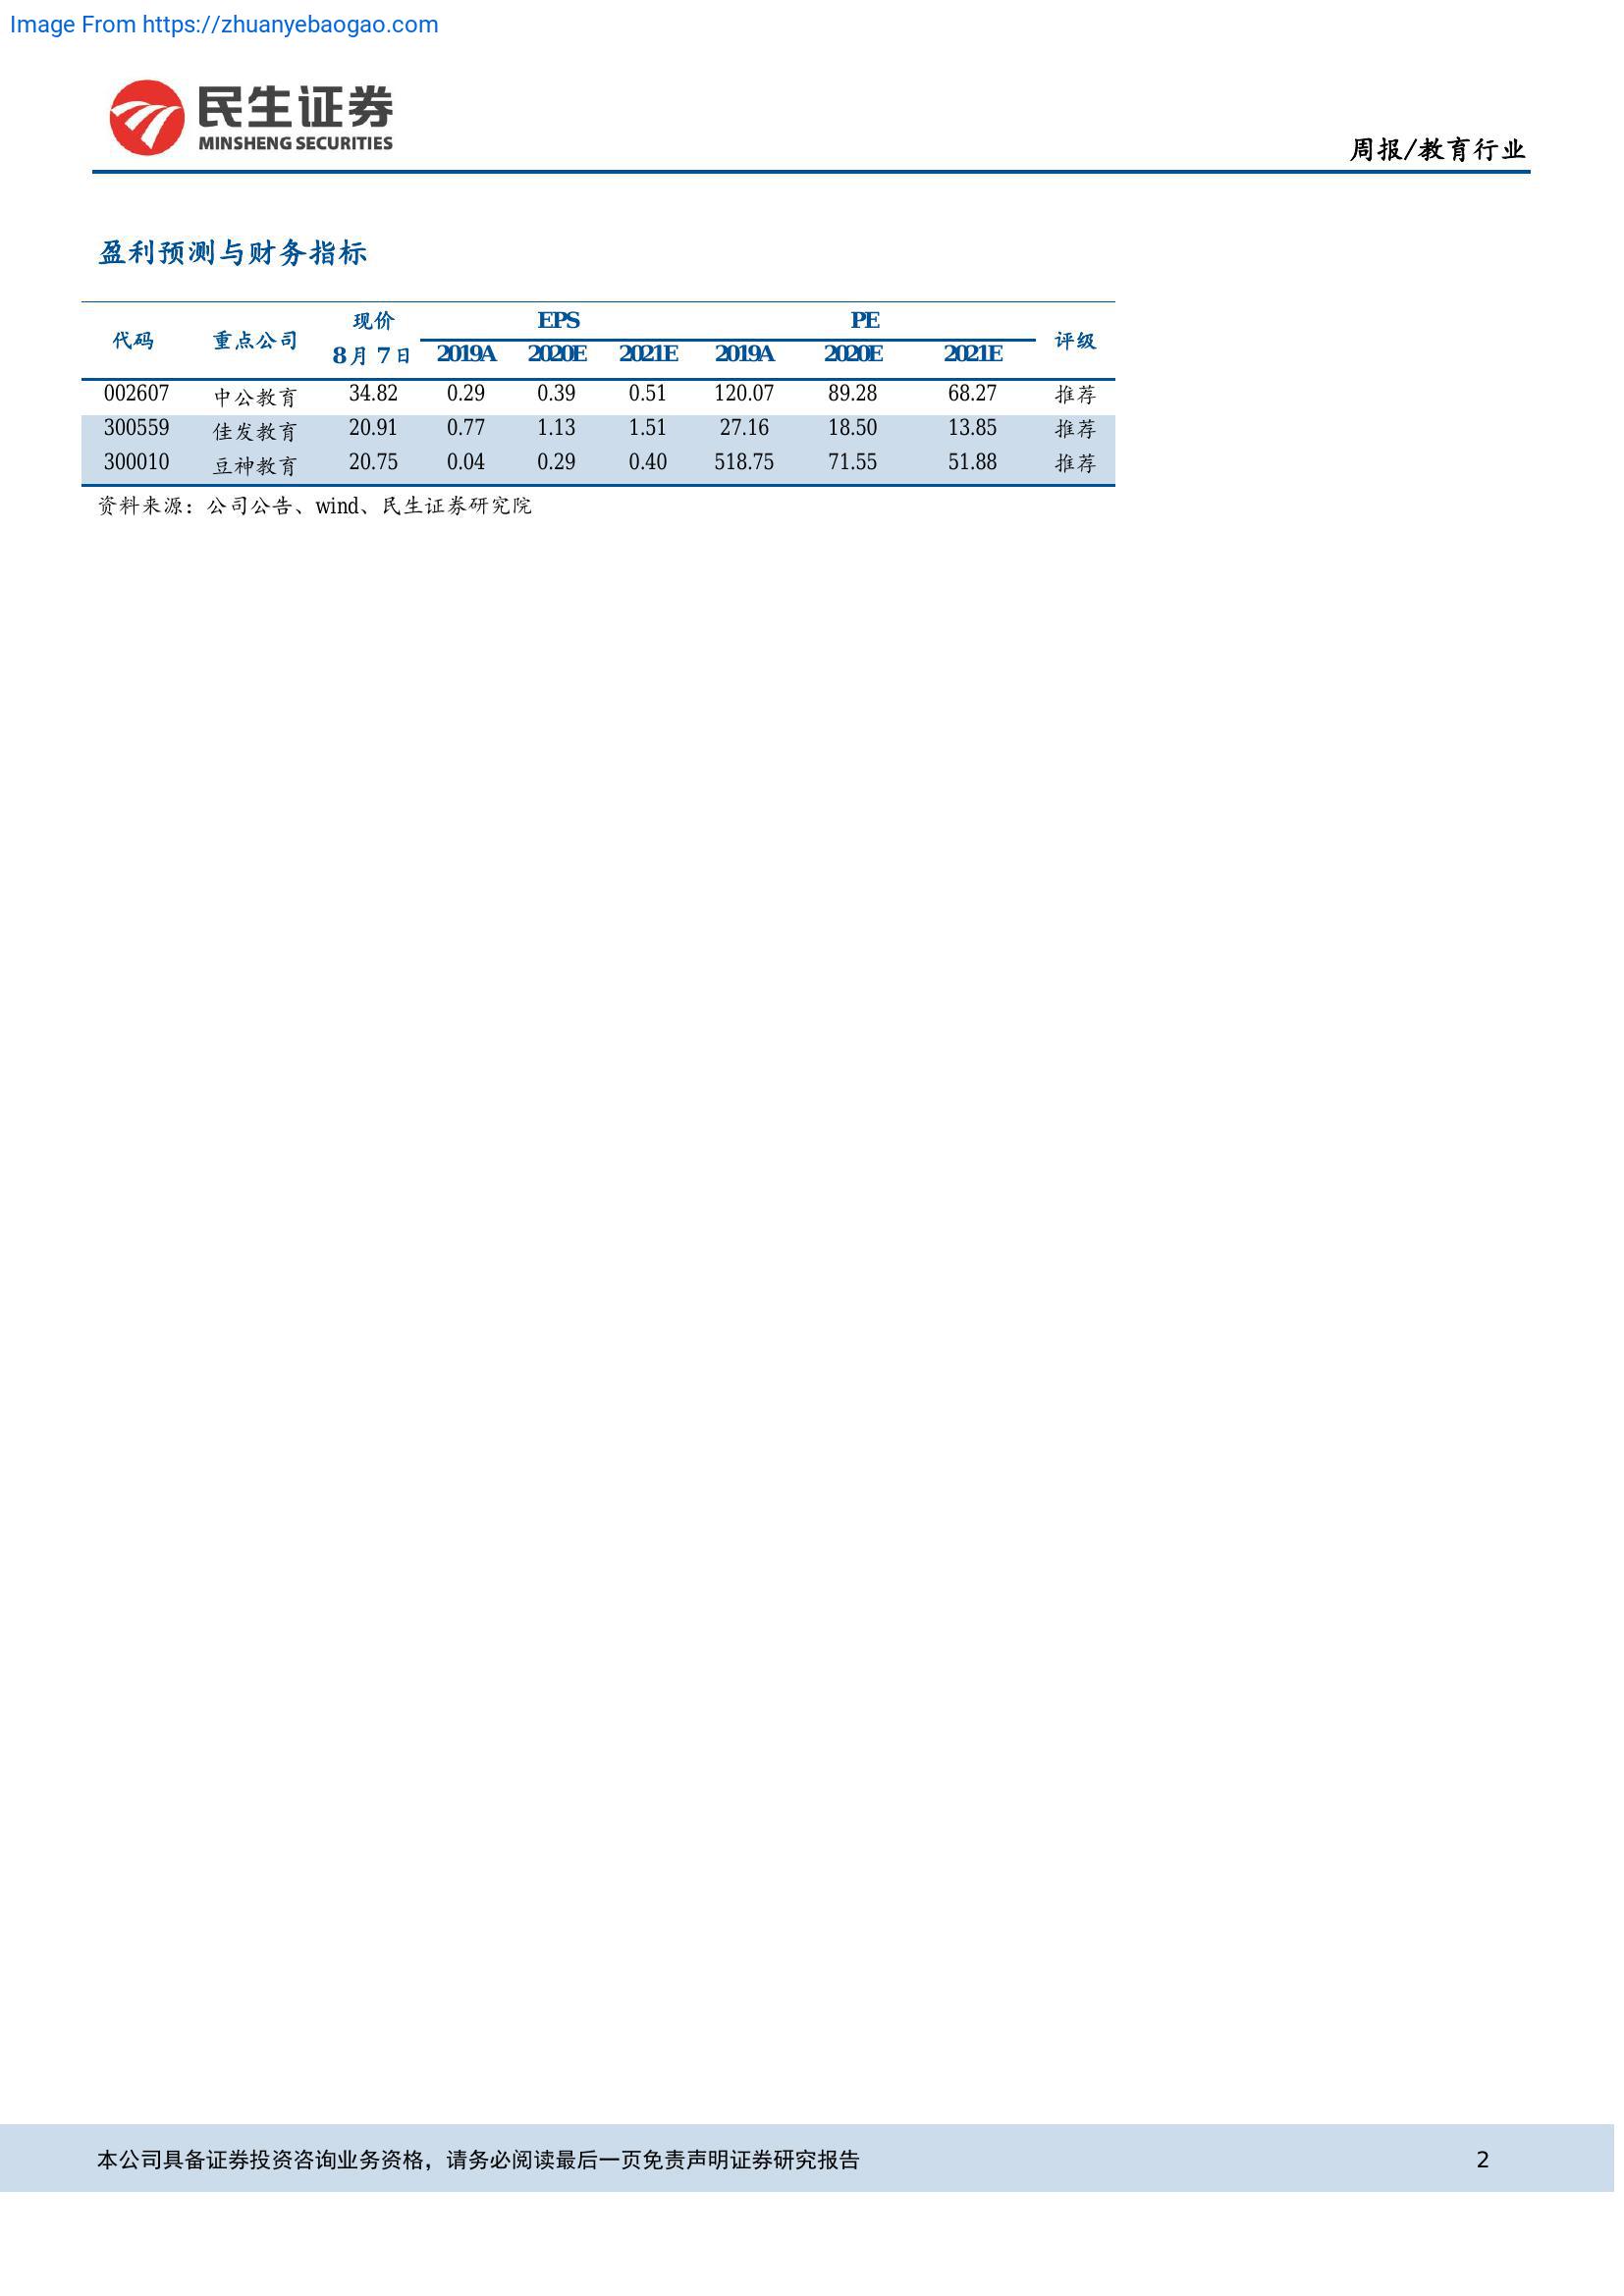 Image From https://zhuanyebaogao.com
民生证券
MINSHENG SECURITIES
周报/教育行业
盈利预测与财务指标
代码 重点公司 现价 EPS PE 评级
8月 7日 2019A 2020E 2021E 2019A 2020E 2021E
002607 中公教育 34.82 0.29 0.39 0.51 120.07 89.28 68.27 推荐
300559 佳发教育 20.91 0.77 1.13 1.51 27.16 18.50 13.85 推荐
300010 豆神教育 20.75 0.04 0.29 0.40 518.75 71.55 51.88 推荐
资料来源：公司公告、wind、民生证券研究院
本公司具备证券投资咨询业务资格，请务必阅读最后一页免责声明证券研究报告 2